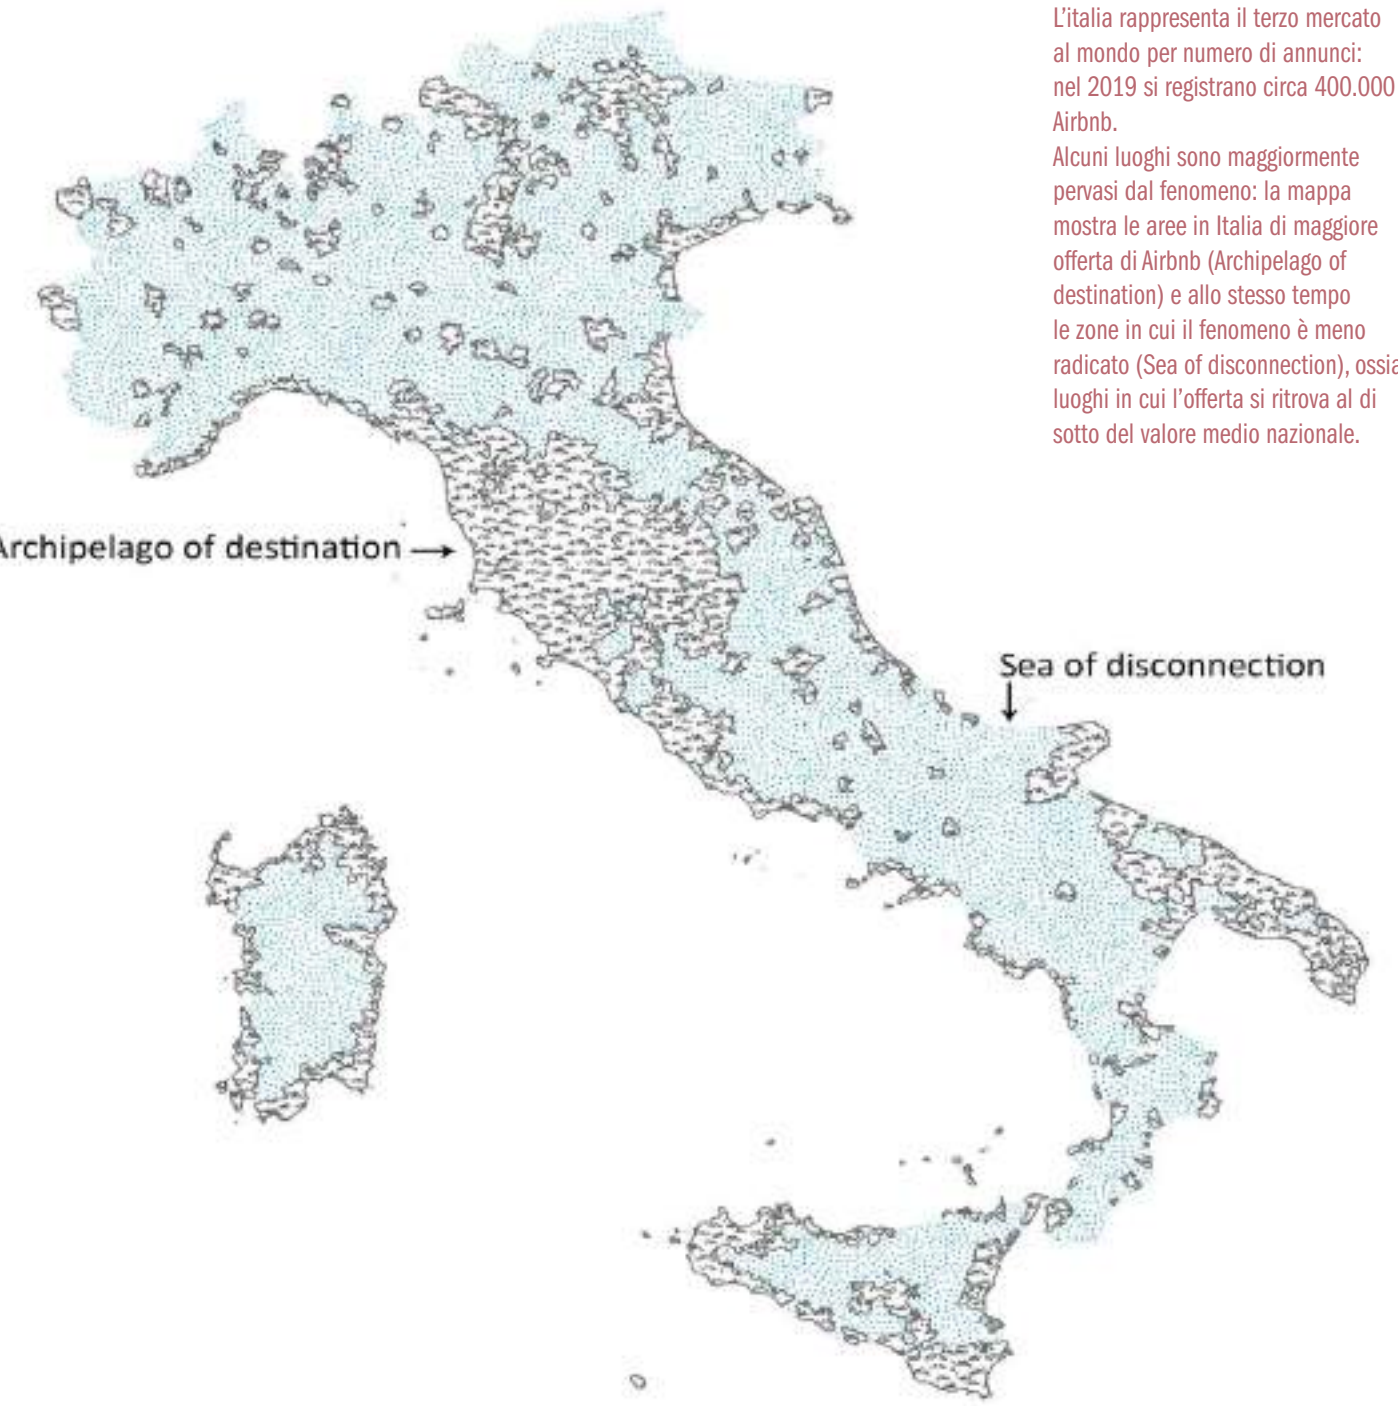 L’italia rappresenta il terzo mercato
al mondo per numero di annunci:
nel 2019 si registrano circa 400.000
Airbnb.
Alcuni luoghi sono maggiormente
pervasi dal fenomeno: la mappa
mostra le aree in Italia di maggiore
offerta di Airbnb (Archipelago of
destination) e allo stesso tempo
le zone in cui il fenomeno è meno
radicato (Sea of disconnection), ossia
luoghi in cui l’offerta si ritrova al di
sotto del valore medio nazionale.
Archipelago of destination
Sea of disconnection